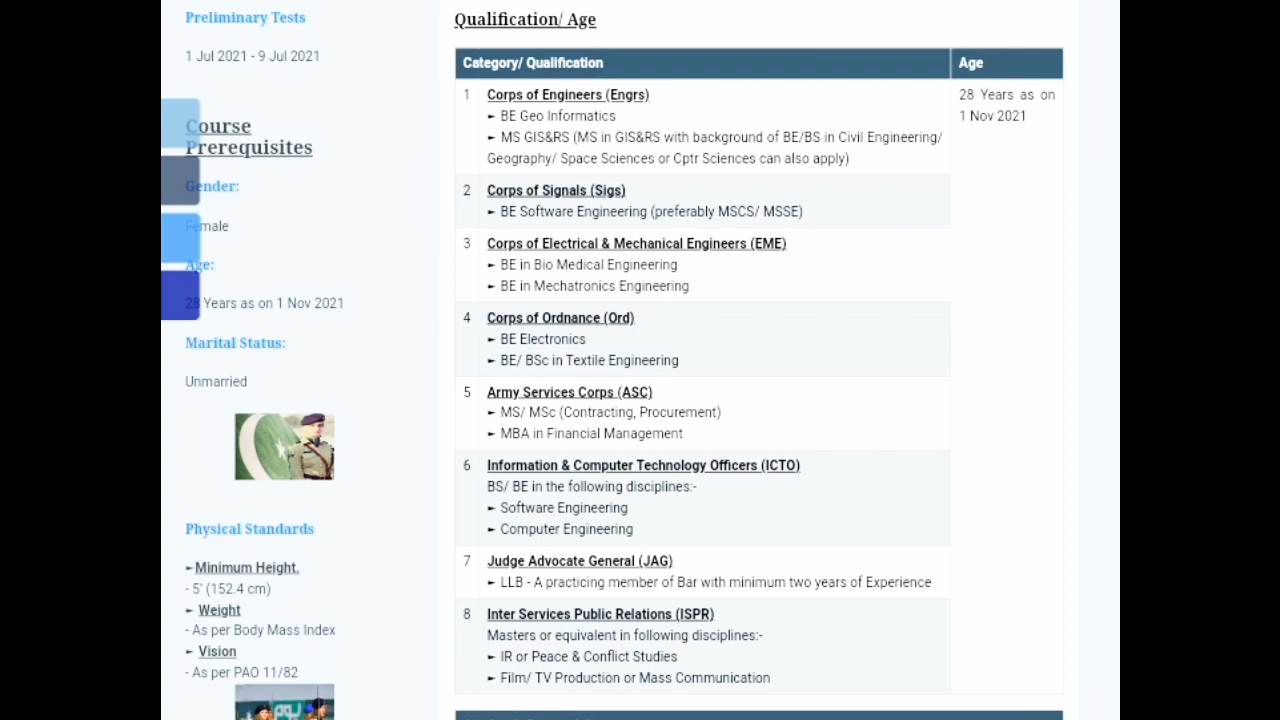 Preliminary Tests
1 Jul 2021 - 9 Jul 2021
Course
Prerequisites
Gender:
Female
Age:
28 Years as on 1 Nov 2021
Marital Status:
Unmarried
Physical Standards
► Minimum Height.
- 5' (152.4 cm)
► Weight
- As per Body Mass Index
► Vision
- As per PAO 11/82
Qualification/ Age
Category/ Qualification Age
1 Corps of Engineers (Engrs) 28 Years as on
► BE Geo Informatics 1 Nov 2021
► MS GIS&RS (MS in GIS&RS with background of BE/BS in Civil Engineering/
Geography/ Space Sciences or Cptr Sciences can also apply)
2 Corps of Signals (Sigs)
► BE Software Engineering (preferably MSCS/ MSSE)
3 Corps of Electrical & Mechanical Engineers (EME)
► BE in Bio Medical Engineering
► BE in Mechatronics Engineering
4 Corps of Ordnance (Ord)
► BE Electronics
► BE/ BSc in Textile Engineering
5 Army Services Corps (ASC)
► MS/ MSc (Contracting, Procurement)
► MBA in Financial Management
6 Information & Computer Technology Officers (ICTO)
BS/ BE in the following disciplines:-
► Software Engineering
► Computer Engineering
7 Judge Advocate General (JAG)
► LLB - A practicing member of Bar with minimum two years of Experience
8 Inter Services Public Relations (ISPR)
Masters or equivalent in following disciplines:-
► IR or Peace & Conflict Studies
► Film/ TV Production or Mass Communication